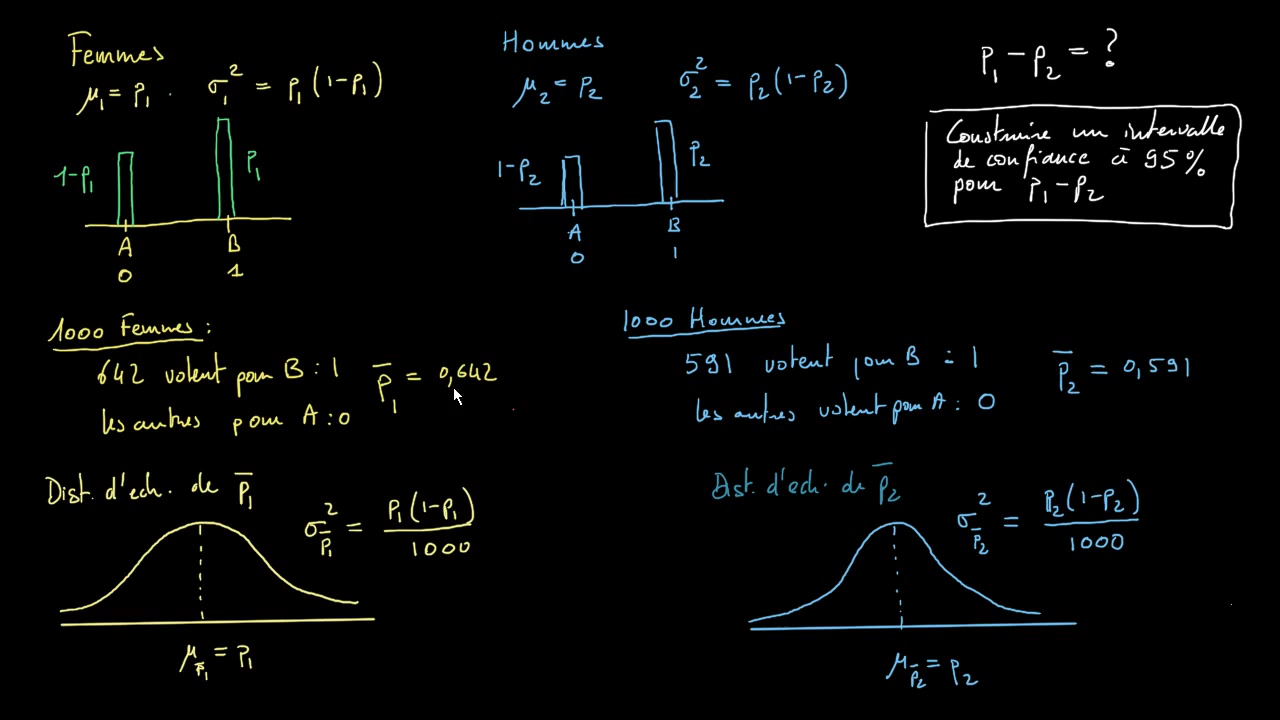 Femmes
μ₁ = p₁ . σ₁² = p₁(1-p₁)
1-p₁
p₁
A
B
0
1
Hommes
μ₂ = p₂ σ₂² = p₂(1-p₂)
1-p₂
p₂
A
B
0
1
p₁ - p₂ = ?
Construire un intervalle
de confiance à 95%
pour p₁-p₂
1000 Femmes :
642 votent pour B : 1
les autres pour A : 0
p̅₁ = 0,642
1000 Hommes
591 votent pour B : 1
les autres votent pour A : 0
p̅₂ = 0,591
Dist. d'ech. de p̅₁
σ²p̅₁ = p₁(1-p₁)/1000
μp̅₁ = p₁
Dist. d'ech. de p̅₂
σ²p̅₂ = p₂(1-p₂)/1000
μp̅₂ = p₂